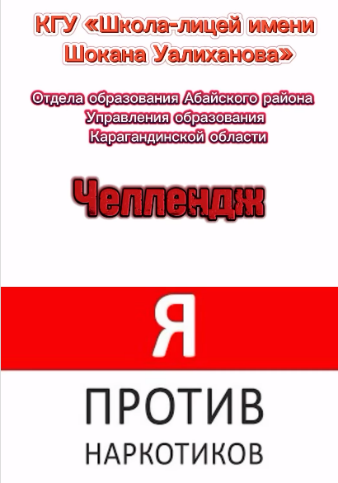 КГУ «Школа-лицей имени
Шокана Уалиханова»
Отдела образования Абайского района
Управления образования
Карагандинской области
Челлендж
Я
ПРОТИВ
НАРКОТИКОВ